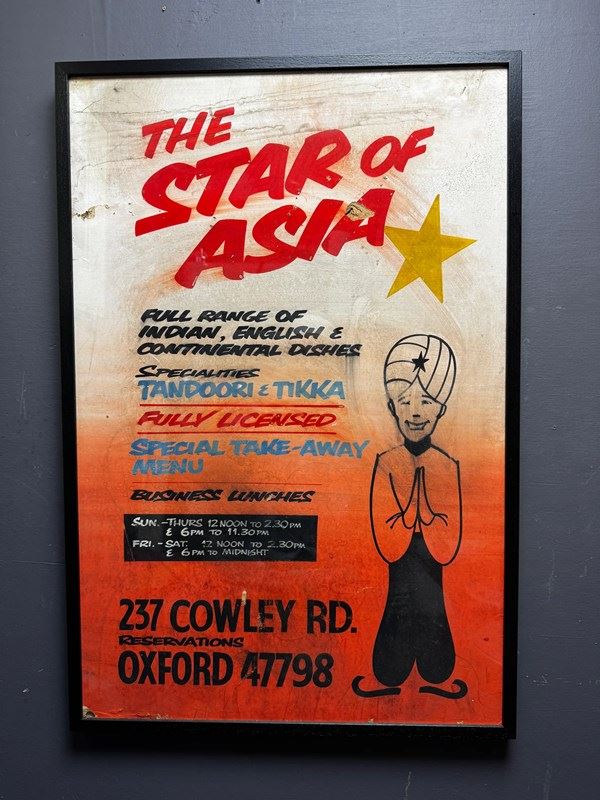 THE
STAR OF
ASIA
FULL RANGE OF
INDIAN, ENGLISH &
CONTINENTAL DISHES
SPECIALITIES
TANDOORI & TIKKA
FULLY LICENSED
SPECIAL TAKE-AWAY
MENU
BUSINESS LUNCHES
SUN.-THURS 12 NOON TO 2.30PM
& 6PM TO 11.30PM
FRI.-SAT. 12 NOON TO 2.30PM
& 6PM TO MIDNIGHT
237 COWLEY RD.
RESERVATIONS
OXFORD 47798